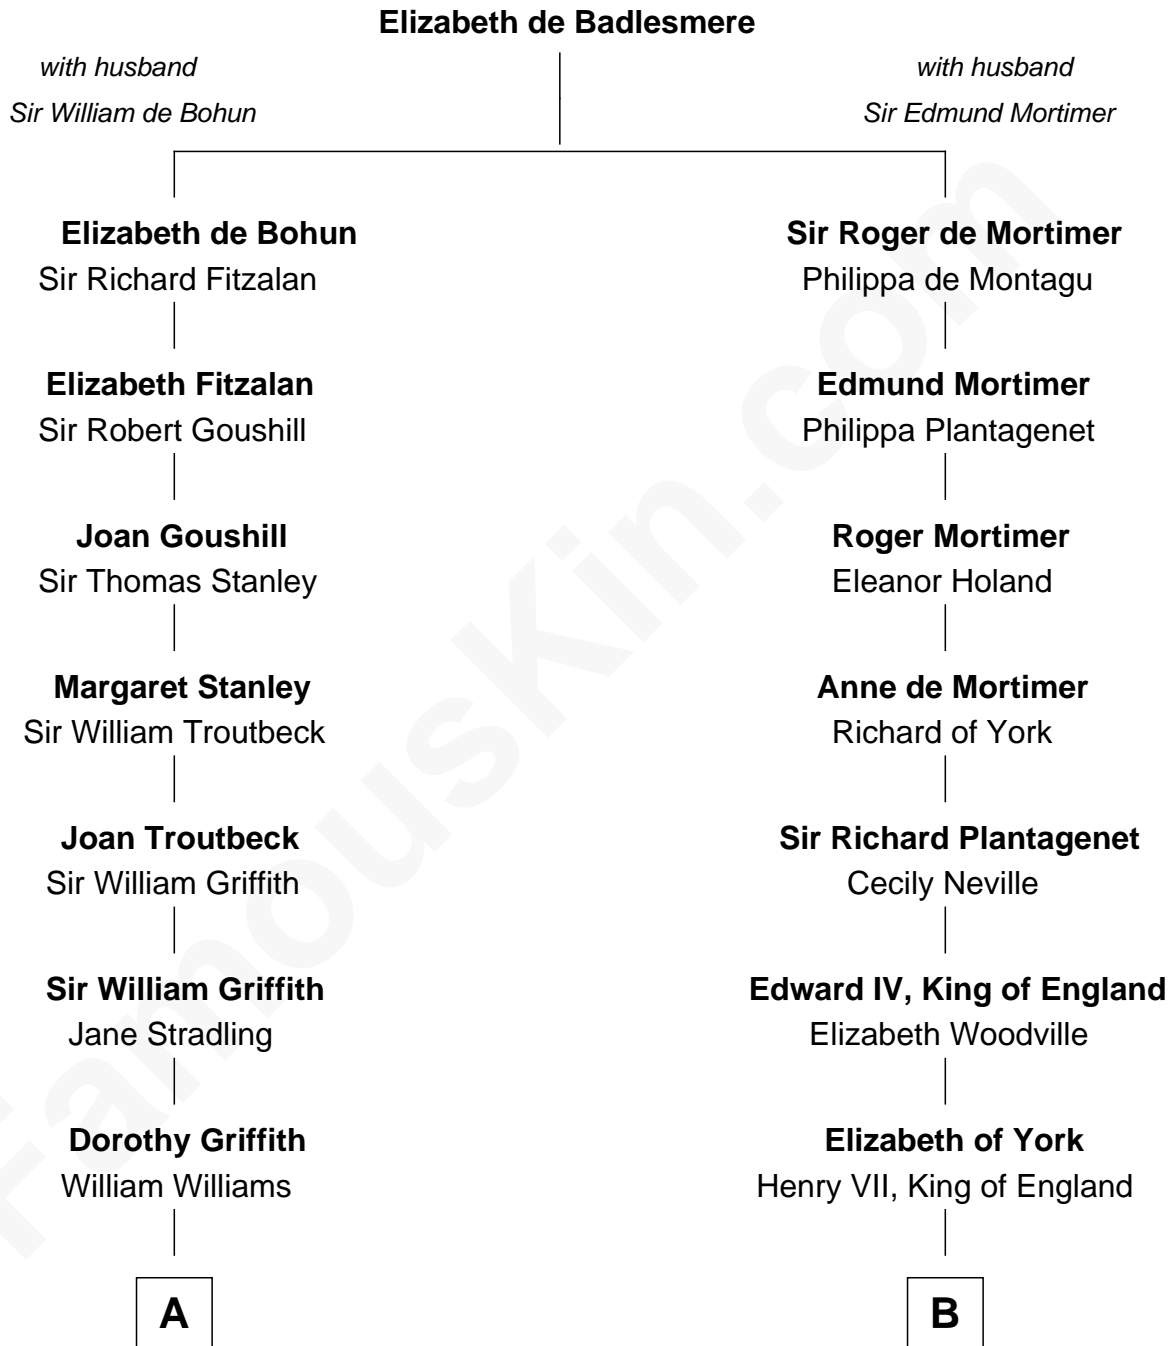 Elizabeth de Badlesmere
with husband
Sir William de Bohun
with husband
Sir Edmund Mortimer
Elizabeth de Bohun
Sir Richard Fitzalan
Sir Roger de Mortimer
Philippa de Montagu
Elizabeth Fitzalan
Sir Robert Goushill
Edmund Mortimer
Philippa Plantagenet
Joan Goushill
Sir Thomas Stanley
Roger Mortimer
Eleanor Holand
Margaret Stanley
Sir William Troutbeck
Anne de Mortimer
Richard of York
Joan Troutbeck
Sir William Griffith
Sir Richard Plantagenet
Cecily Neville
Sir William Griffith
Jane Stradling
Edward IV, King of England
Elizabeth Woodville
Dorothy Griffith
William Williams
Elizabeth of York
Henry VII, King of England
A
B
FamousKin.com